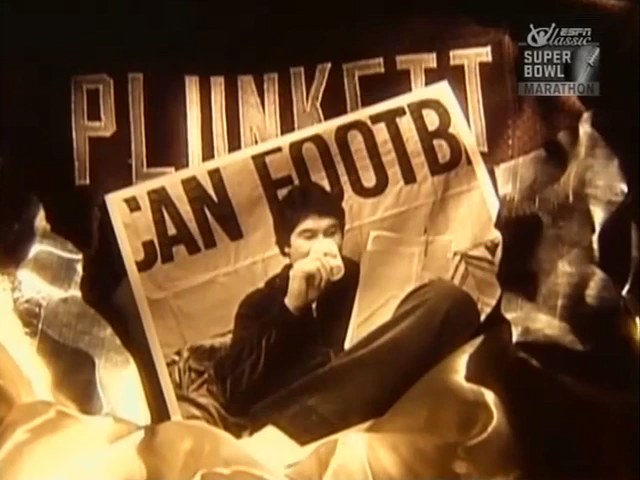 PLUNKETT
CAN FOOTB
ESPN
Classic
SUPER
BOWL
MARATHON